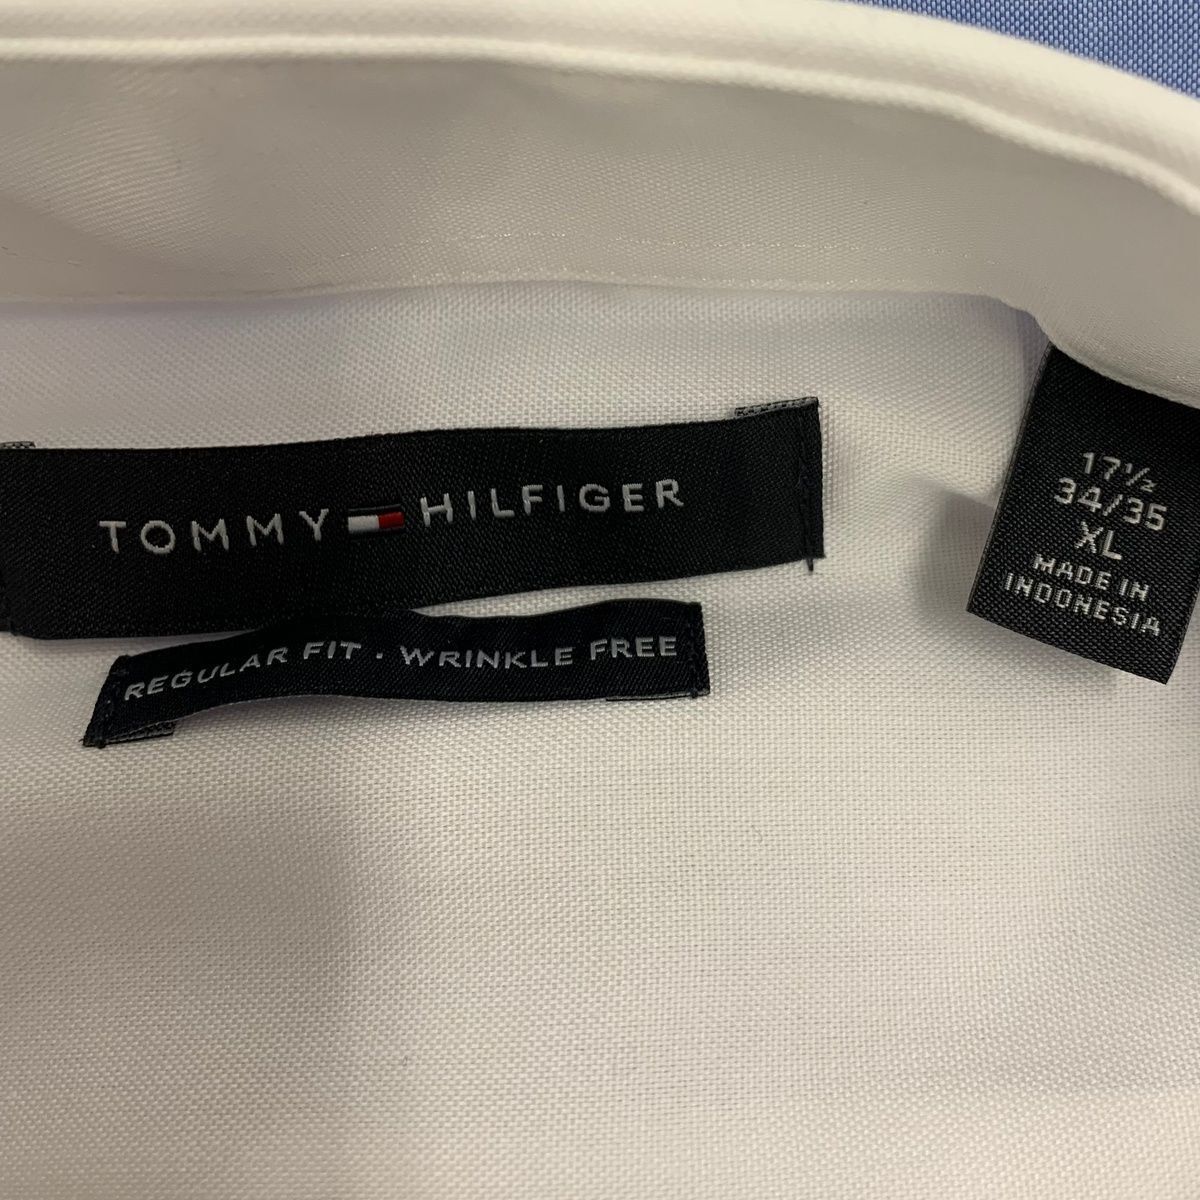 TOMMY HILFIGER
REGULAR FIT · WRINKLE FREE
17½
34/35
XL
MADE IN
INDONESIA